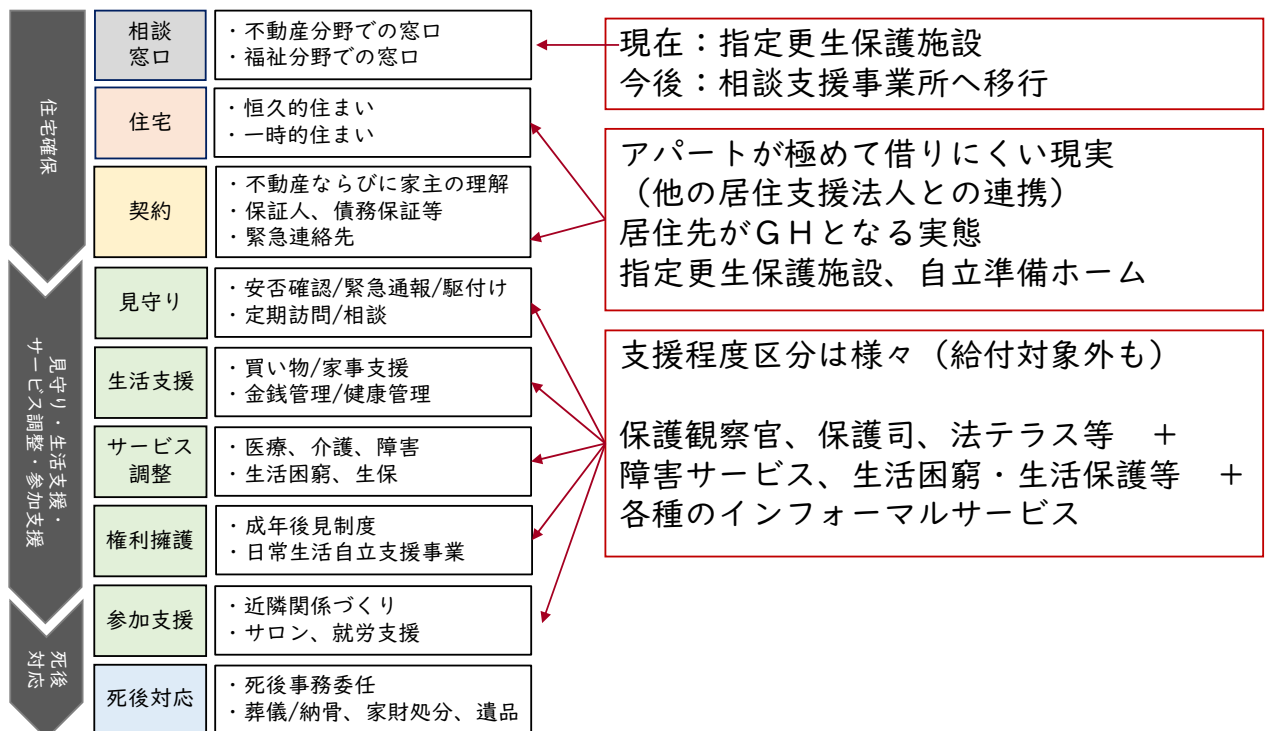 住宅確保
相談
窓口
・不動産分野での窓口
・福祉分野での窓口
住宅
・恒久的住まい
・一時的住まい
契約
・不動産ならびに家主の理解
・保証人、債務保証等
・緊急連絡先
見守り・生活支援・
サービス調整・参加支援
見守り
・安否確認/緊急通報/駆付け
・定期訪問/相談
生活支援
・買い物/家事支援
・金銭管理/健康管理
サービス
調整
・医療、介護、障害
・生活困窮、生保
権利擁護
・成年後見制度
・日常生活自立支援事業
参加支援
・近隣関係づくり
・サロン、就労支援
死後
対応
死後対応
・死後事務委任
・葬儀/納骨、家財処分、遺品
現在：指定更生保護施設
今後：相談支援事業所へ移行
アパートが極めて借りにくい現実
（他の居住支援法人との連携）
居住先がＧＨとなる実態
指定更生保護施設、自立準備ホーム
支援程度区分は様々（給付対象外も）
保護観察官、保護司、法テラス等　＋
障害サービス、生活困窮・生活保護等　＋
各種のインフォーマルサービス